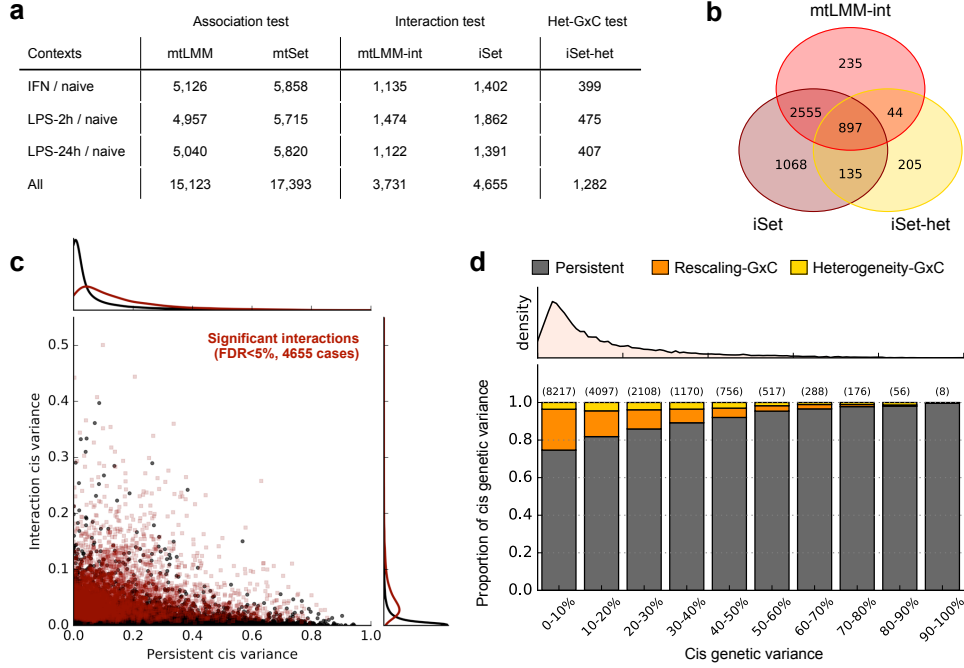 a
Association test Interaction test Het-GxC test
Contexts mtLMM mtSet mtLMM-int iSet iSet-het
IFN / naive 5,126 5,858 1,135 1,402 399
LPS-2h / naive 4,957 5,715 1,474 1,862 475
LPS-24h / naive 5,040 5,820 1,122 1,391 407
All 15,123 17,393 3,731 4,655 1,282
b
mtLMM-int
235
2555 44
897
1068 135 205
iSet iSet-het
c
Significant interactions
(FDR<5%, 4655 cases)
Interaction cis variance
0.5
0.4
0.3
0.2
0.1
0.0
0.0 0.2 0.4 0.6 0.8 1.0
Persistent cis variance
d
Persistent Rescaling-GxC Heterogeneity-GxC
density
(8217) (4097) (2108) (1170) (756) (517) (288) (176) (56) (8)
Proportion of cis genetic variance
1.0
0.8
0.6
0.4
0.2
0.0
0-10% 10-20% 20-30% 30-40% 40-50% 50-60% 60-70% 70-80% 80-90% 90-100%
Cis genetic variance